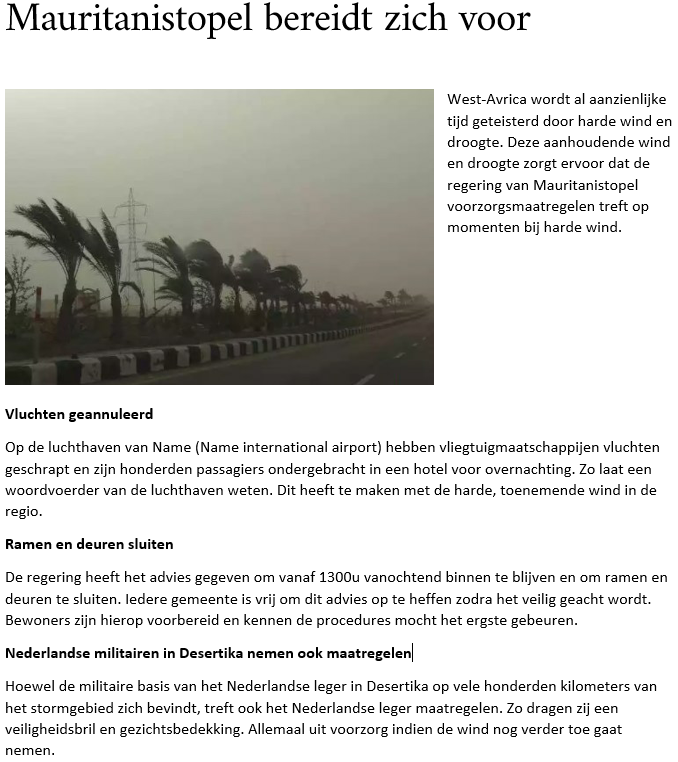 Mauritanistopel bereidt zich voor
West-Avrica wordt al aanzienlijke
tijd geteisterd door harde wind en
droogte. Deze aanhoudende wind
en droogte zorgt ervoor dat de
regering van Mauritanistopel
voorzorgsmaatregelen treft op
momenten bij harde wind.
Vluchten geannuleerd
Op de luchthaven van Name (Name international airport) hebben vliegtuigmaatschappijen vluchten
geschrapt en zijn honderden passagiers ondergebracht in een hotel voor overnachting. Zo laat een
woordvoerder van de luchthaven weten. Dit heeft te maken met de harde, toenemende wind in de
regio.
Ramen en deuren sluiten
De regering heeft het advies gegeven om vanaf 1300u vanochtend binnen te blijven en om ramen en
deuren te sluiten. Iedere gemeente is vrij om dit advies op te heffen zodra het veilig geacht wordt.
Bewoners zijn hierop voorbereid en kennen de procedures mocht het ergste gebeuren.
Nederlandse militairen in Desertika nemen ook maatregelen
Hoewel de militaire basis van het Nederlandse leger in Desertika op vele honderden kilometers van
het stormgebied zich bevindt, treft ook het Nederlandse leger maatregelen. Zo dragen zij een
veiligheidsbril en gezichtsbedekking. Allemaal uit voorzorg indien de wind nog verder toe gaat
nemen.